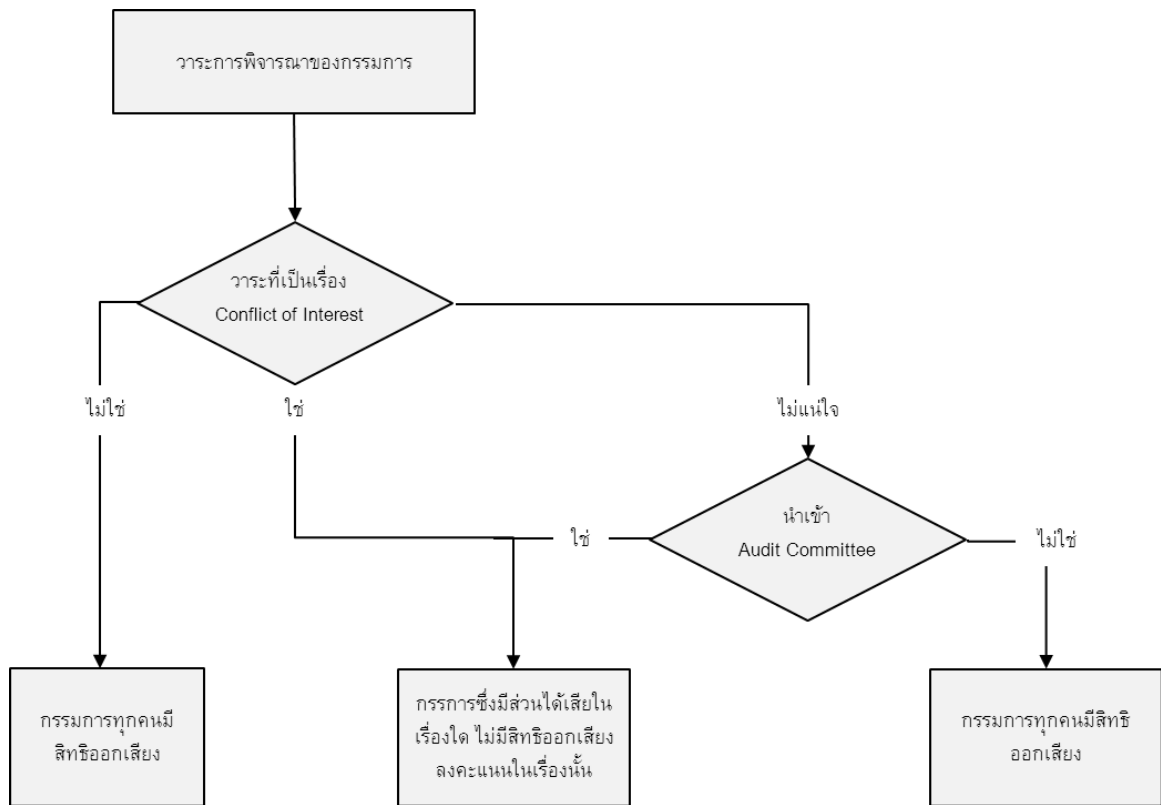 วาระการพิจารณาของกรรมการ
วาระที่เป็นเรื่อง
Conflict of Interest
ไม่ใช่
ใช่
ไม่แน่ใจ
นำเข้า
Audit Committee
ใช่
ไม่ใช่
กรรมการทุกคนมี
สิทธิออกเสียง
กรรการซึ่งมีส่วนได้เสียใน
เรื่องใด ไม่มีสิทธิออกเสียง
ลงคะแนนในเรื่องนั้น
กรรมการทุกคนมีสิทธิ
ออกเสียง